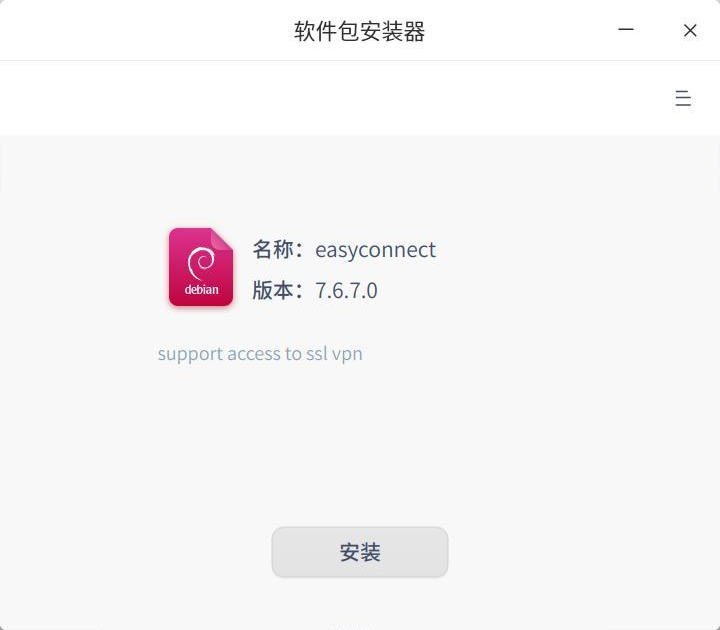 软件包安装器
debian
名称：easyconnect
版本：7.6.7.0
support access to ssl vpn
安装